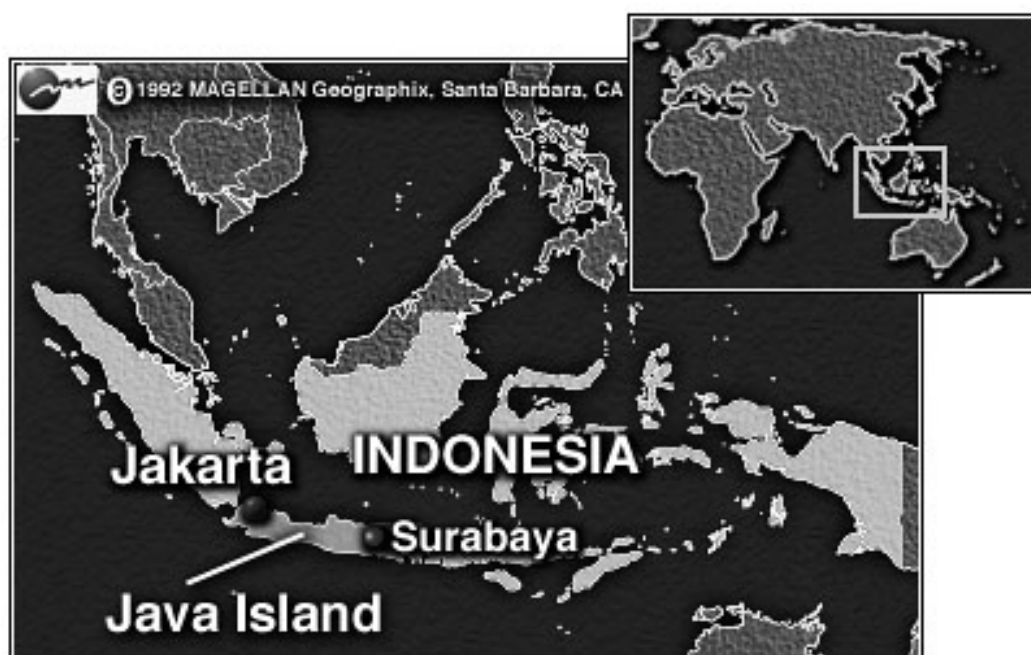 © 1992 MAGELLAN Geographix, Santa Barbara, CA
Jakarta
INDONESIA
Surabaya
Java Island